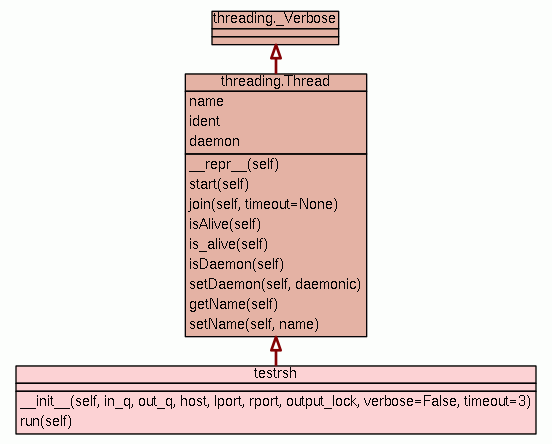 threading._Verbose
threading.Thread
name
ident
daemon
__repr__(self)
start(self)
join(self, timeout=None)
isAlive(self)
is_alive(self)
isDaemon(self)
setDaemon(self, daemonic)
getName(self)
setName(self, name)
testrsh
__init__(self, in_q, out_q, host, lport, rport, output_lock, verbose=False, timeout=3)
run(self)